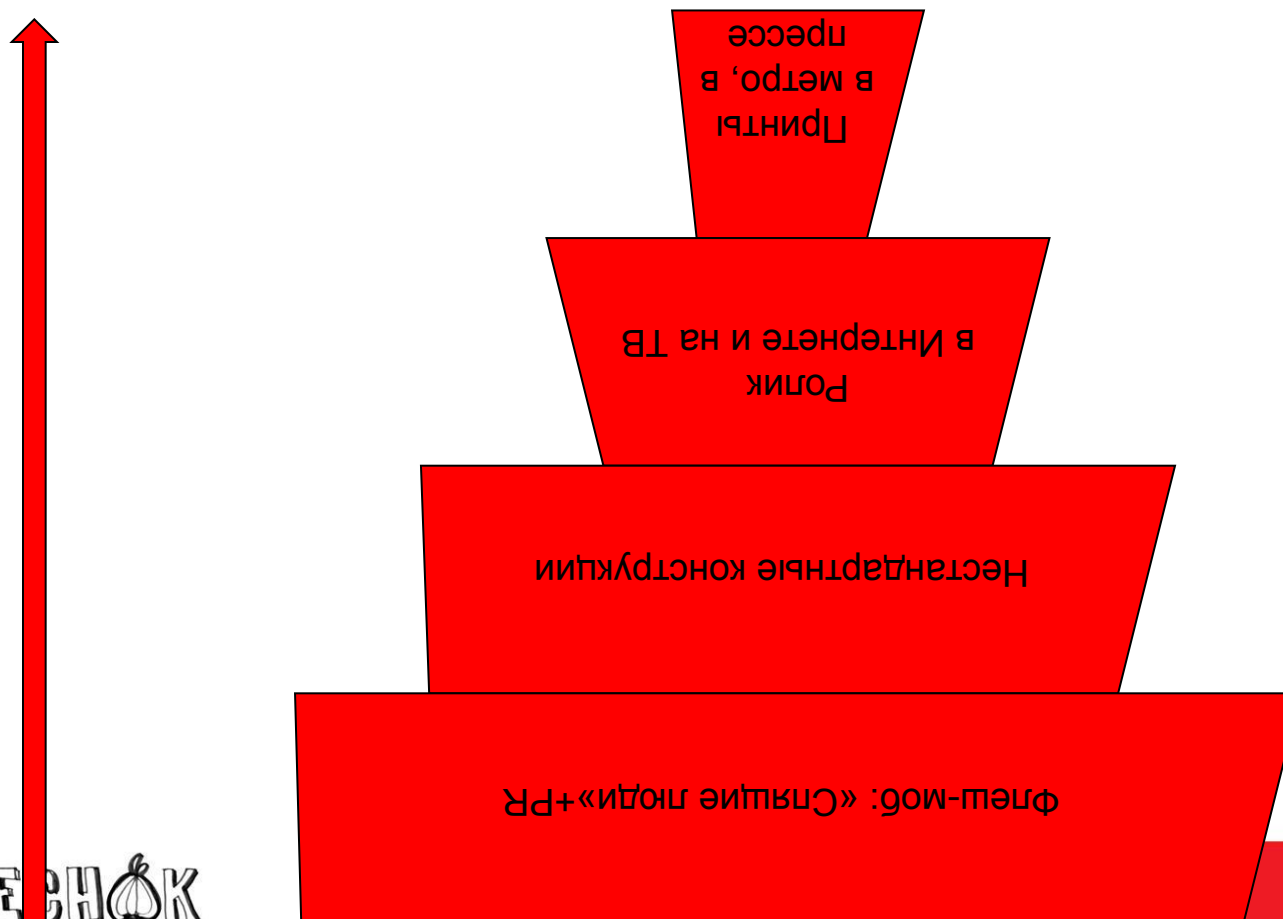 Принты
в метро, в
прессе
Ролик
в Интернете и на ТВ
Нестандартные конструкции
Флеш-моб: «Спящие люди»+PR